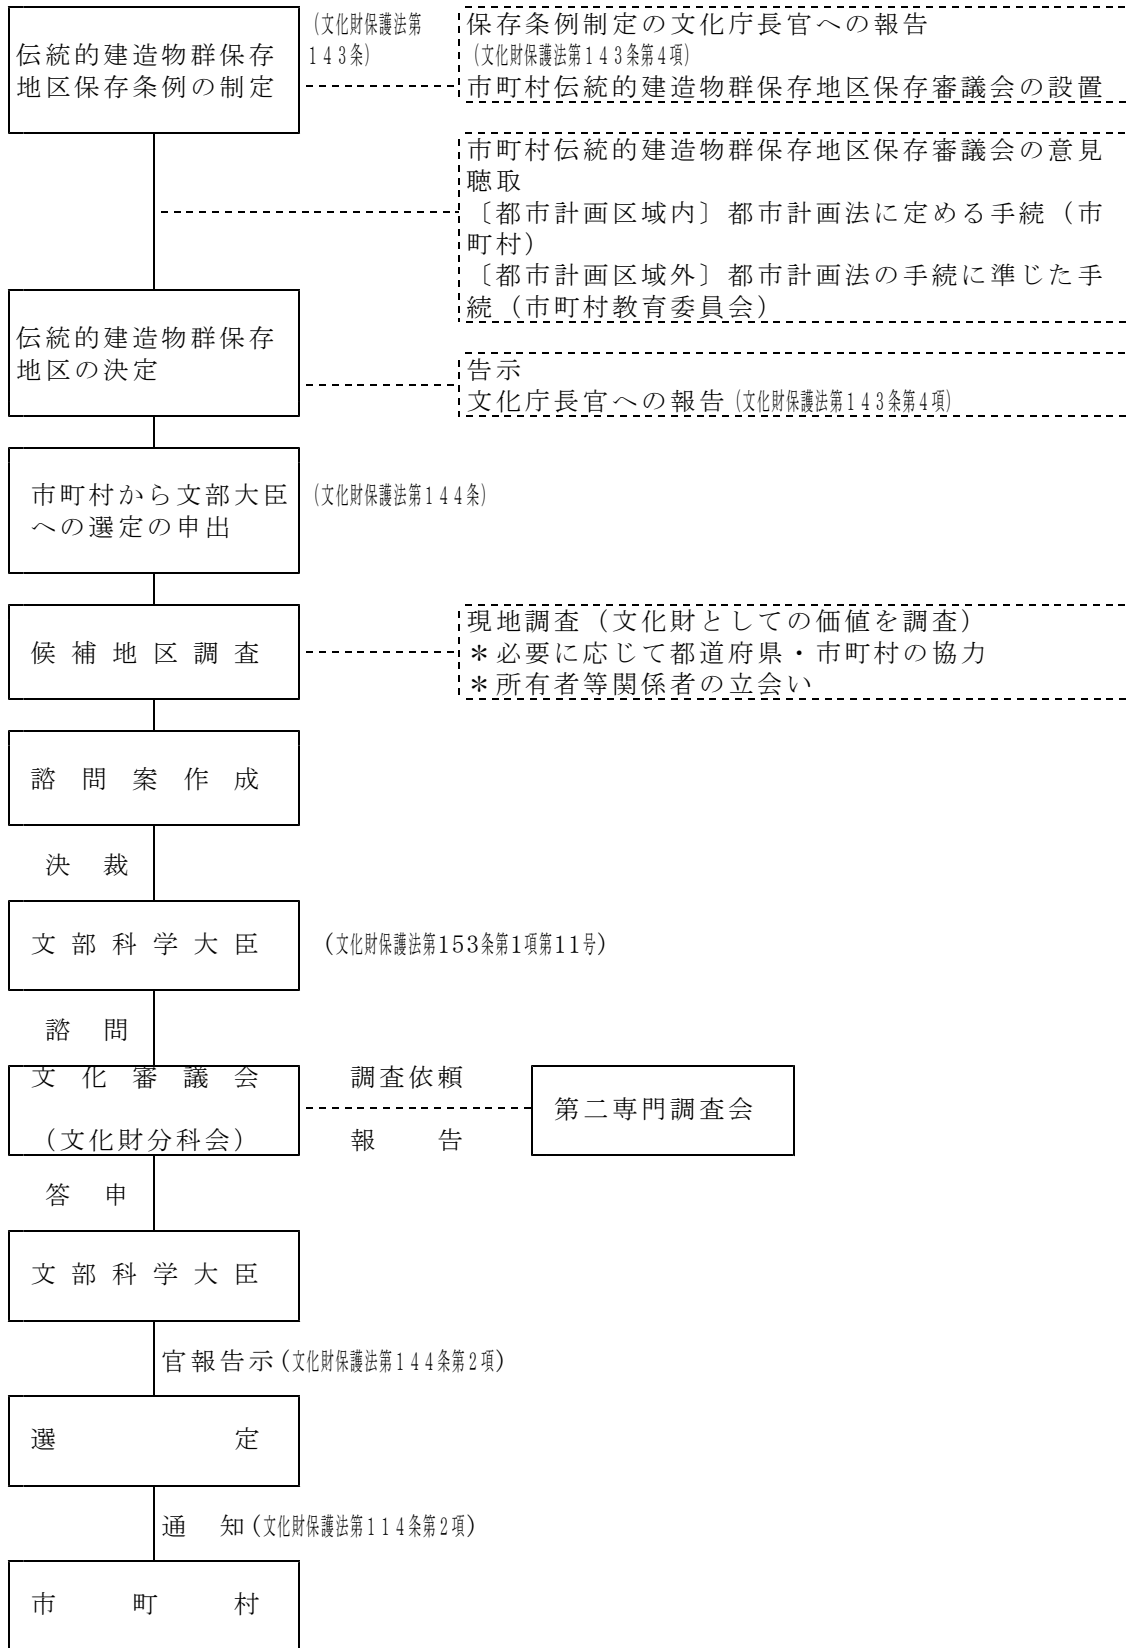 伝統的建造物群保存
地区保存条例の制定
(文化財保護法第
143条)
保存条例制定の文化庁長官への報告
(文化財保護法第143条第4項)
市町村伝統的建造物群保存地区保存審議会の設置
市町村伝統的建造物群保存地区保存審議会の意見
聴取
〔都市計画区域内〕都市計画法に定める手続（市
町村）
〔都市計画区域外〕都市計画法の手続に準じた手
続（市町村教育委員会）
伝統的建造物群保存
地区の決定
告示
文化庁長官への報告(文化財保護法第143条第4項)
市町村から文部大臣
への選定の申出
(文化財保護法第144条)
候補地区調査
現地調査（文化財としての価値を調査）
＊必要に応じて都道府県・市町村の協力
＊所有者等関係者の立会い
諮問案作成
決裁
文部科学大臣
(文化財保護法第153条第1項第11号)
諮問
文化審議会
(文化財分科会)
調査依頼
報告
第二専門調査会
答申
文部科学大臣
官報告示(文化財保護法第144条第2項)
選定
通知(文化財保護法第114条第2項)
市町村